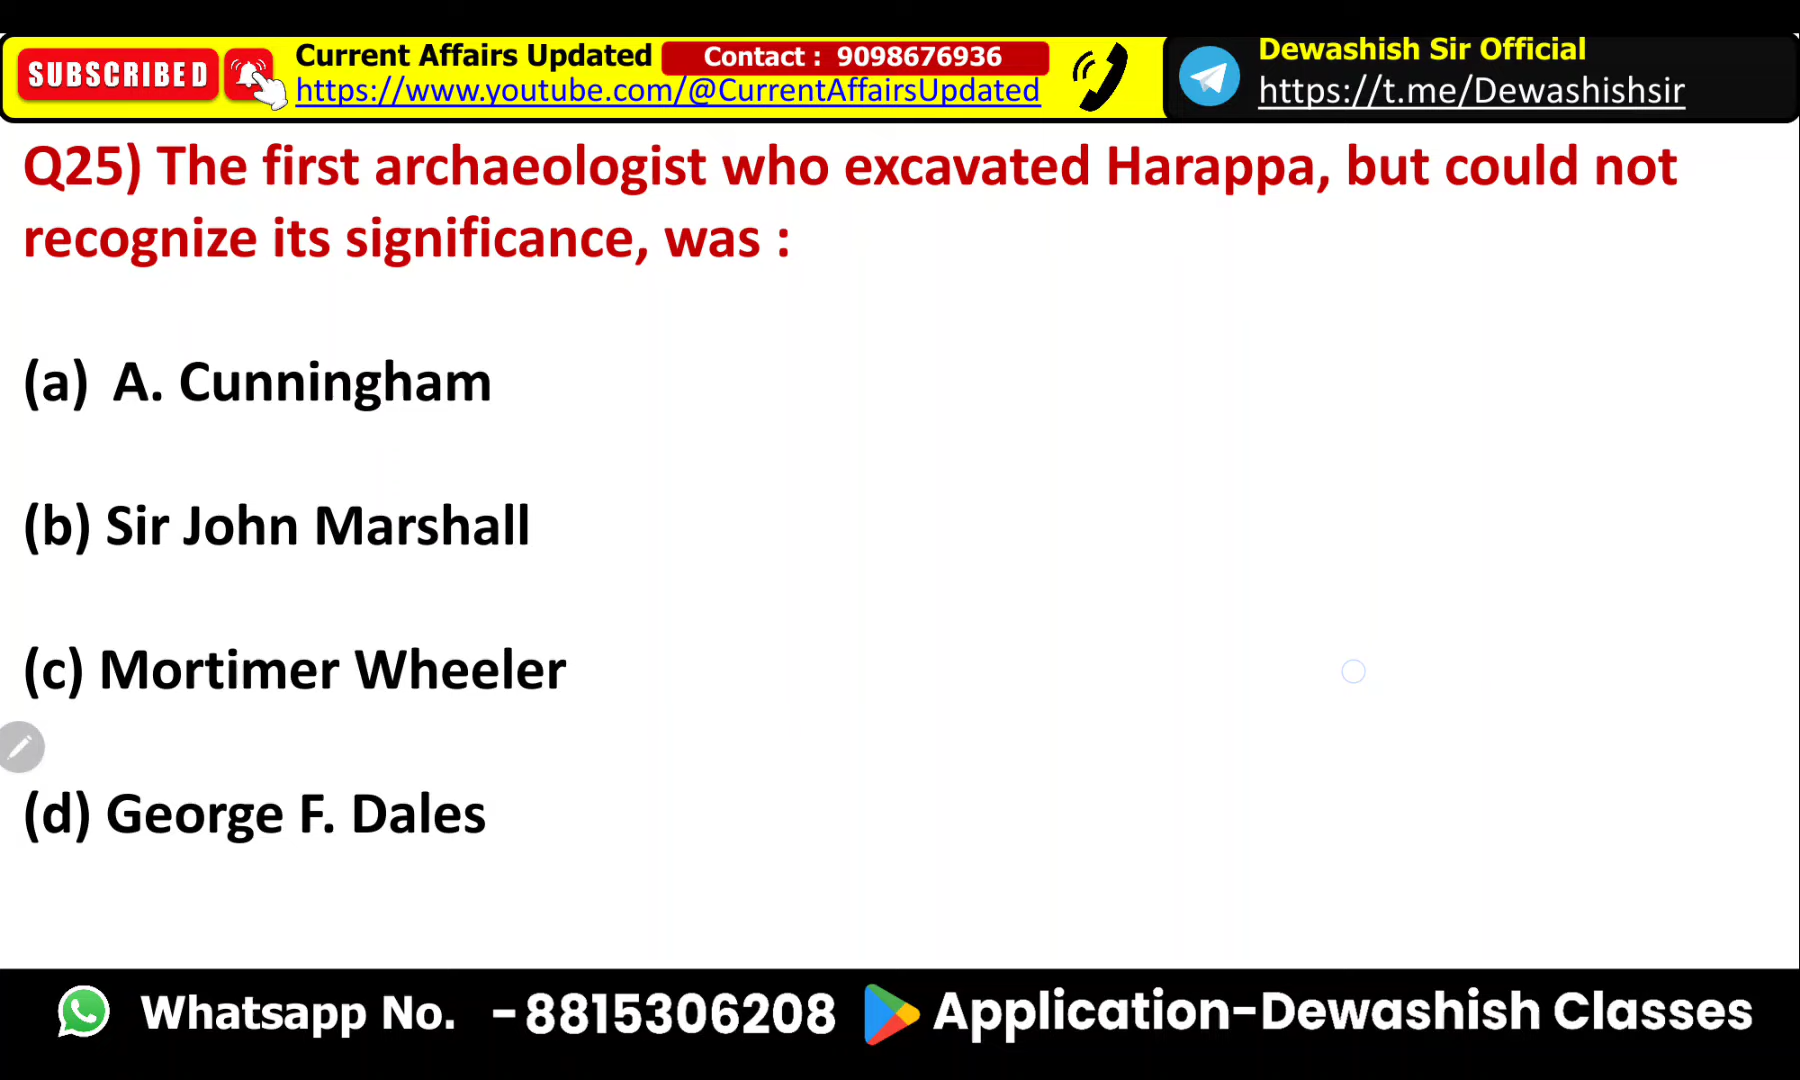 SUBSCRIBED
Current Affairs Updated
Contact : 9098676936
https://www.youtube.com/@CurrentAffairsUpdated
Dewashish Sir Official
https://t.me/Dewashishsir
Q25) The first archaeologist who excavated Harappa, but could not
recognize its significance, was :
(a) A. Cunningham
(b) Sir John Marshall
(c) Mortimer Wheeler
(d) George F. Dales
Whatsapp No. -8815306208
Application-Dewashish Classes